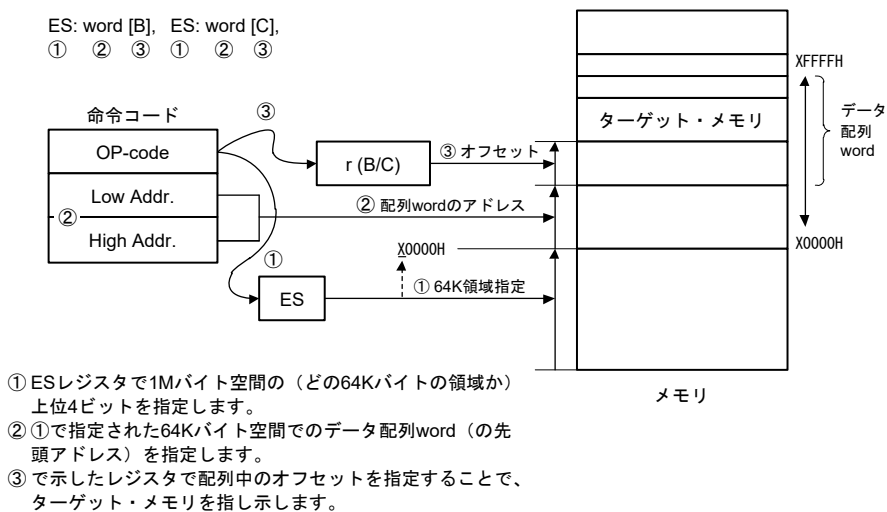 ES: word [B], ES: word [C],
① ② ③ ① ② ③
命令コード
OP-code
Low Addr.
②
High Addr.
③
r (B/C)
③ オフセット
② 配列wordのアドレス
①
X0000H
ES
① 64K領域指定
XFFFFH
ターゲット・メモリ
データ
配列
word
X0000H
メモリ
① ESレジスタで1Mバイト空間の（どの64Kバイトの領域か）
上位4ビットを指定します。
② ①で指定された64Kバイト空間でのデータ配列word（の先
頭アドレス）を指定します。
③ で示したレジスタで配列中のオフセットを指定することで、
ターゲット・メモリを指し示します。